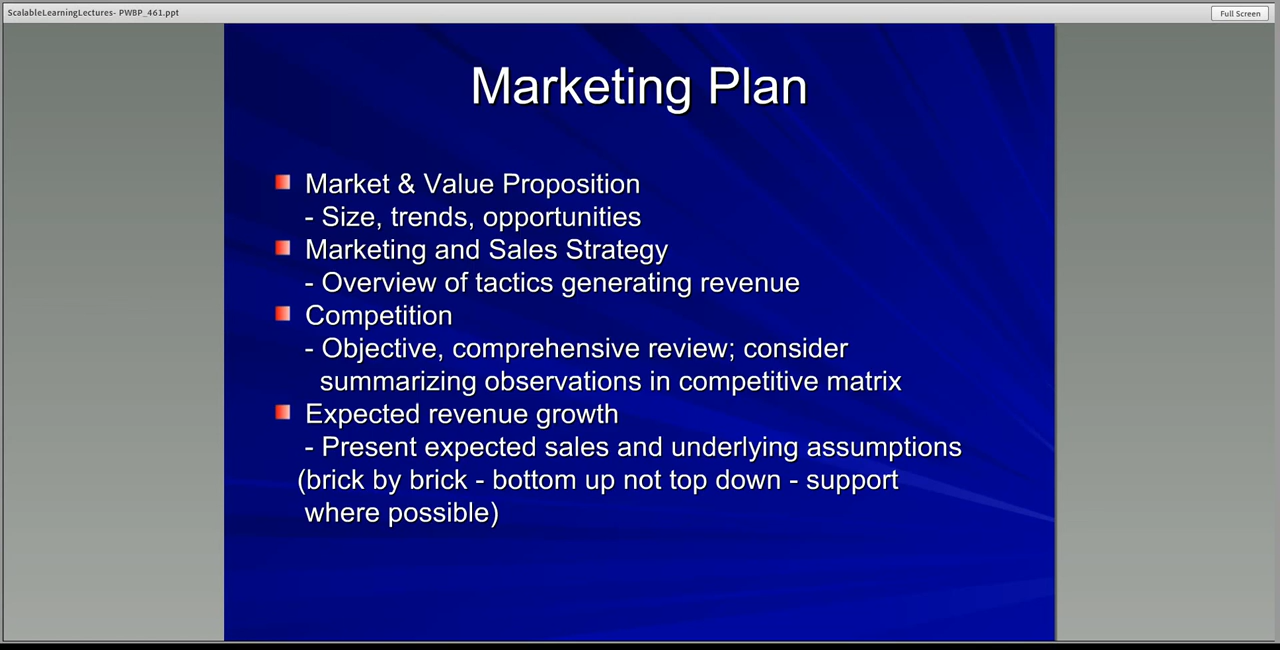 ScalableLearningLectures- PWBP_461.ppt
Full Screen
Marketing Plan
Market & Value Proposition
- Size, trends, opportunities
Marketing and Sales Strategy
- Overview of tactics generating revenue
Competition
- Objective, comprehensive review; consider
summarizing observations in competitive matrix
Expected revenue growth
- Present expected sales and underlying assumptions
(brick by brick - bottom up not top down - support
where possible)